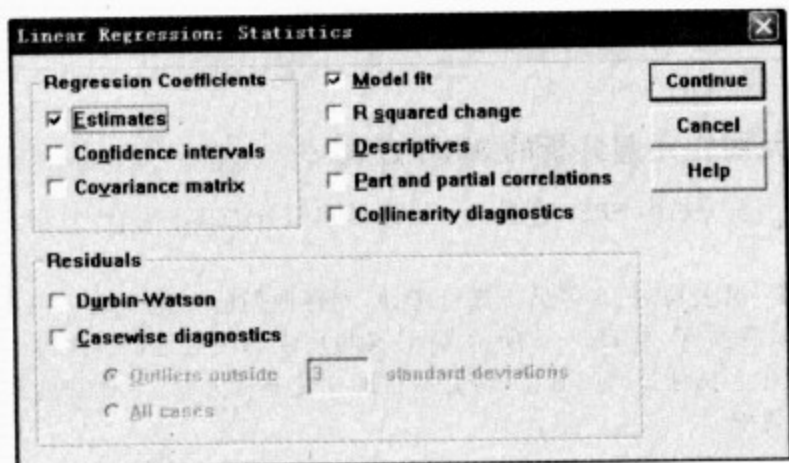 Linear Regression: Statistics
Regression Coefficients
Estimates
Confidence intervals
Covariance matrix
Model fit
R squared change
Descriptives
Part and partial correlations
Collinearity diagnostics
Continue
Cancel
Help
Residuals
Durbin-Watson
Casewise diagnostics
Outliers outside 3 standard deviations
All cases